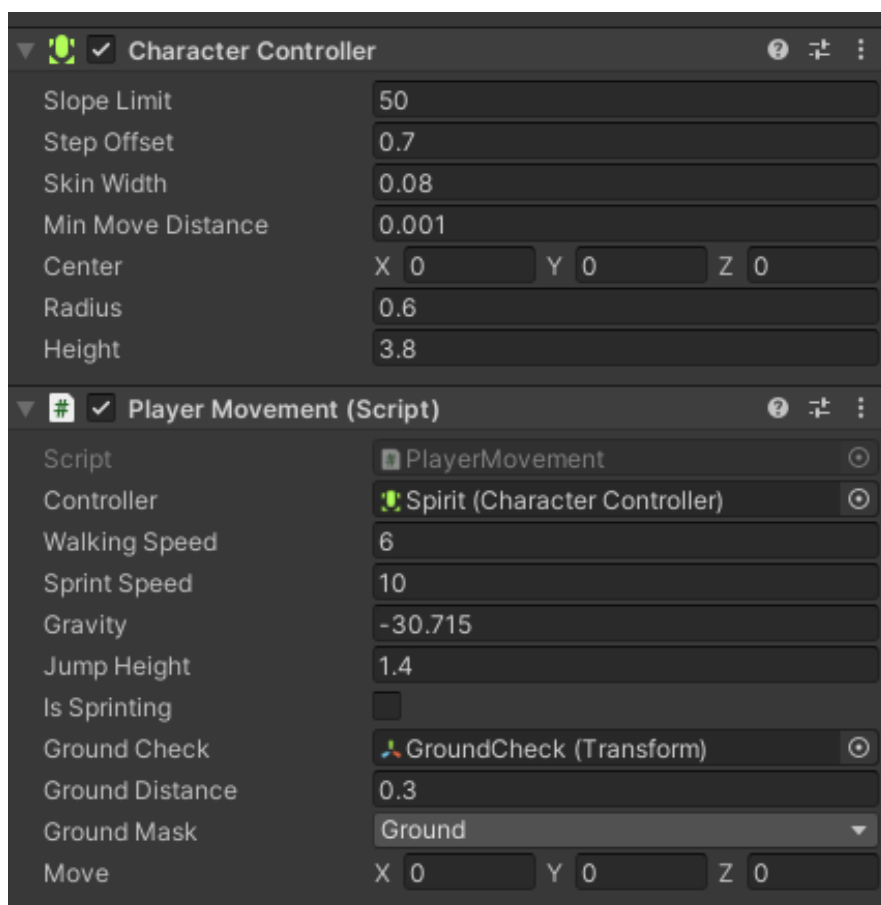 Character Controller
Slope Limit 50
Step Offset 0.7
Skin Width 0.08
Min Move Distance 0.001
Center X 0 Y 0 Z 0
Radius 0.6
Height 3.8
# Player Movement (Script)
Script # PlayerMovement
Controller Spirit (Character Controller)
Walking Speed 6
Sprint Speed 10
Gravity -30.715
Jump Height 1.4
Is Sprinting
Ground Check GroundCheck (Transform)
Ground Distance 0.3
Ground Mask Ground
Move X 0 Y 0 Z 0